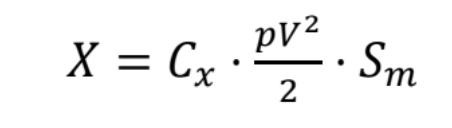 X = Cₓ · pV²/2 · Sₘ